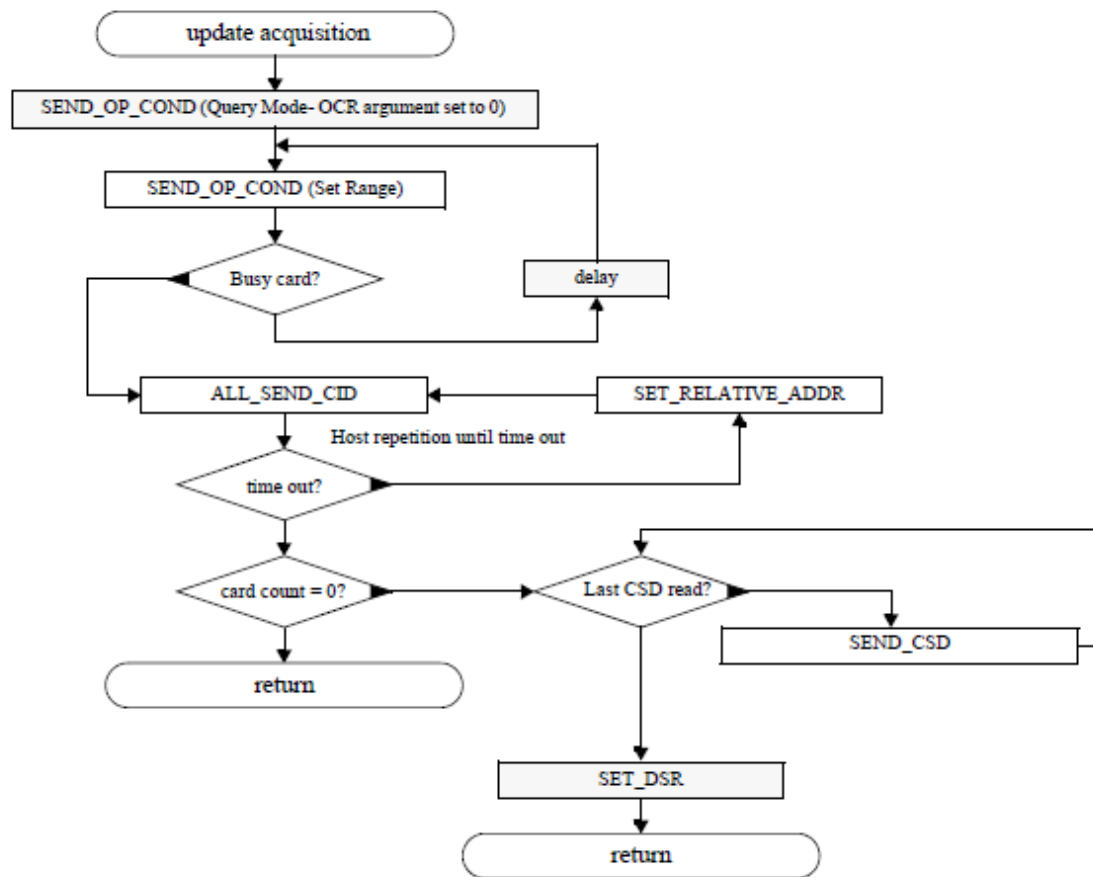 update acquisition
SEND_OP_COND (Query Mode- OCR argument set to 0)
SEND_OP_COND (Set Range)
Busy card?
delay
ALL_SEND_CID
SET_RELATIVE_ADDR
Host repetition until time out
time out?
card count = 0?
Last CSD read?
SEND_CSD
return
SET_DSR
return